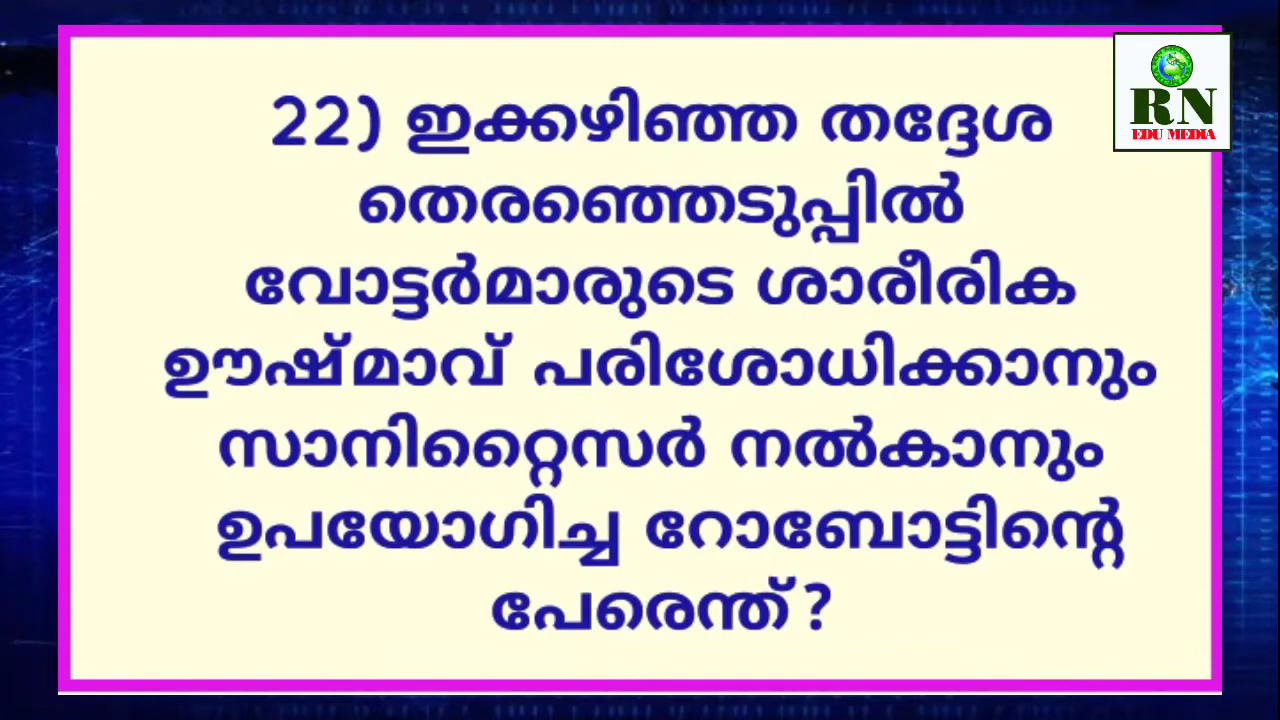 22) ഇക്കഴിഞ്ഞ തദ്ദേശ
തെരഞ്ഞെടുപ്പിൽ
വോട്ടർമാരുടെ ശാരീരിക
ഊഷ്മാവ് പരിശോധിക്കാനും
സാനിറ്റൈസർ നൽകാനും
ഉപയോഗിച്ച റോബോട്ടിന്റെ
പേരെന്ത്?
RN
EDU MEDIA